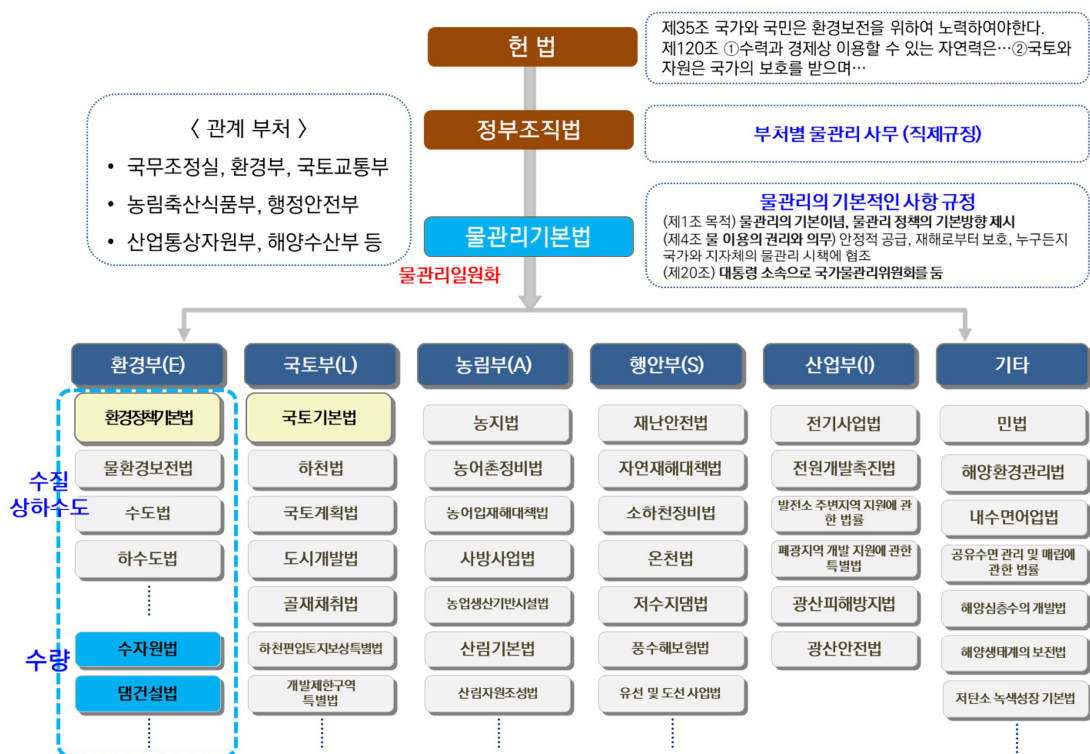 헌 법
제35조 국가와 국민은 환경보전을 위하여 노력하여야한다.
제120조 ①수력과 경제상 이용할 수 있는 자연력은…②국토와
자원은 국가의 보호를 받으며…
〈 관계 부처 〉
• 국무조정실, 환경부, 국토교통부
• 농림축산식품부, 행정안전부
• 산업통상자원부, 해양수산부 등
정부조직법
부처별 물관리 사무 (직제규정)
물관리기본법
물관리일원화
물관리의 기본적인 사항 규정
(제1조 목적) 물관리의 기본이념, 물관리 정책의 기본방향 제시
(제4조 물 이용의 권리와 의무) 안정적 공급, 재해로부터 보호, 누구든지
국가와 지자체의 물관리 시책에 협조
(제20조) 대통령 소속으로 국가물관리위원회를 둠
환경부(E)
환경정책기본법
물환경보전법
수도법
하수도법
수자원법
댐건설법
수질
상하수도
수량
국토부(L)
국토기본법
하천법
국토계획법
도시개발법
골재채취법
하천편입토지보상특별법
개발제한구역
특별법
농림부(A)
농지법
농어촌정비법
농어업재해대책법
사방사업법
농업생산기반시설법
산림기본법
산림자원조성법
행안부(S)
재난안전법
자연재해대책법
소하천정비법
온천법
저수지댐법
풍수해보험법
유선 및 도선 사업법
산업부(I)
전기사업법
전원개발촉진법
발전소 주변지역 지원에 관
한 법률
폐광지역 개발 지원에 관한
특별법
광산피해방지법
광산안전법
기타
민법
해양환경관리법
내수면어업법
공유수면 관리 및 매립에
관한 법률
해양심층수의 개발법
해양생태계의 보전법
저탄소 녹색성장 기본법